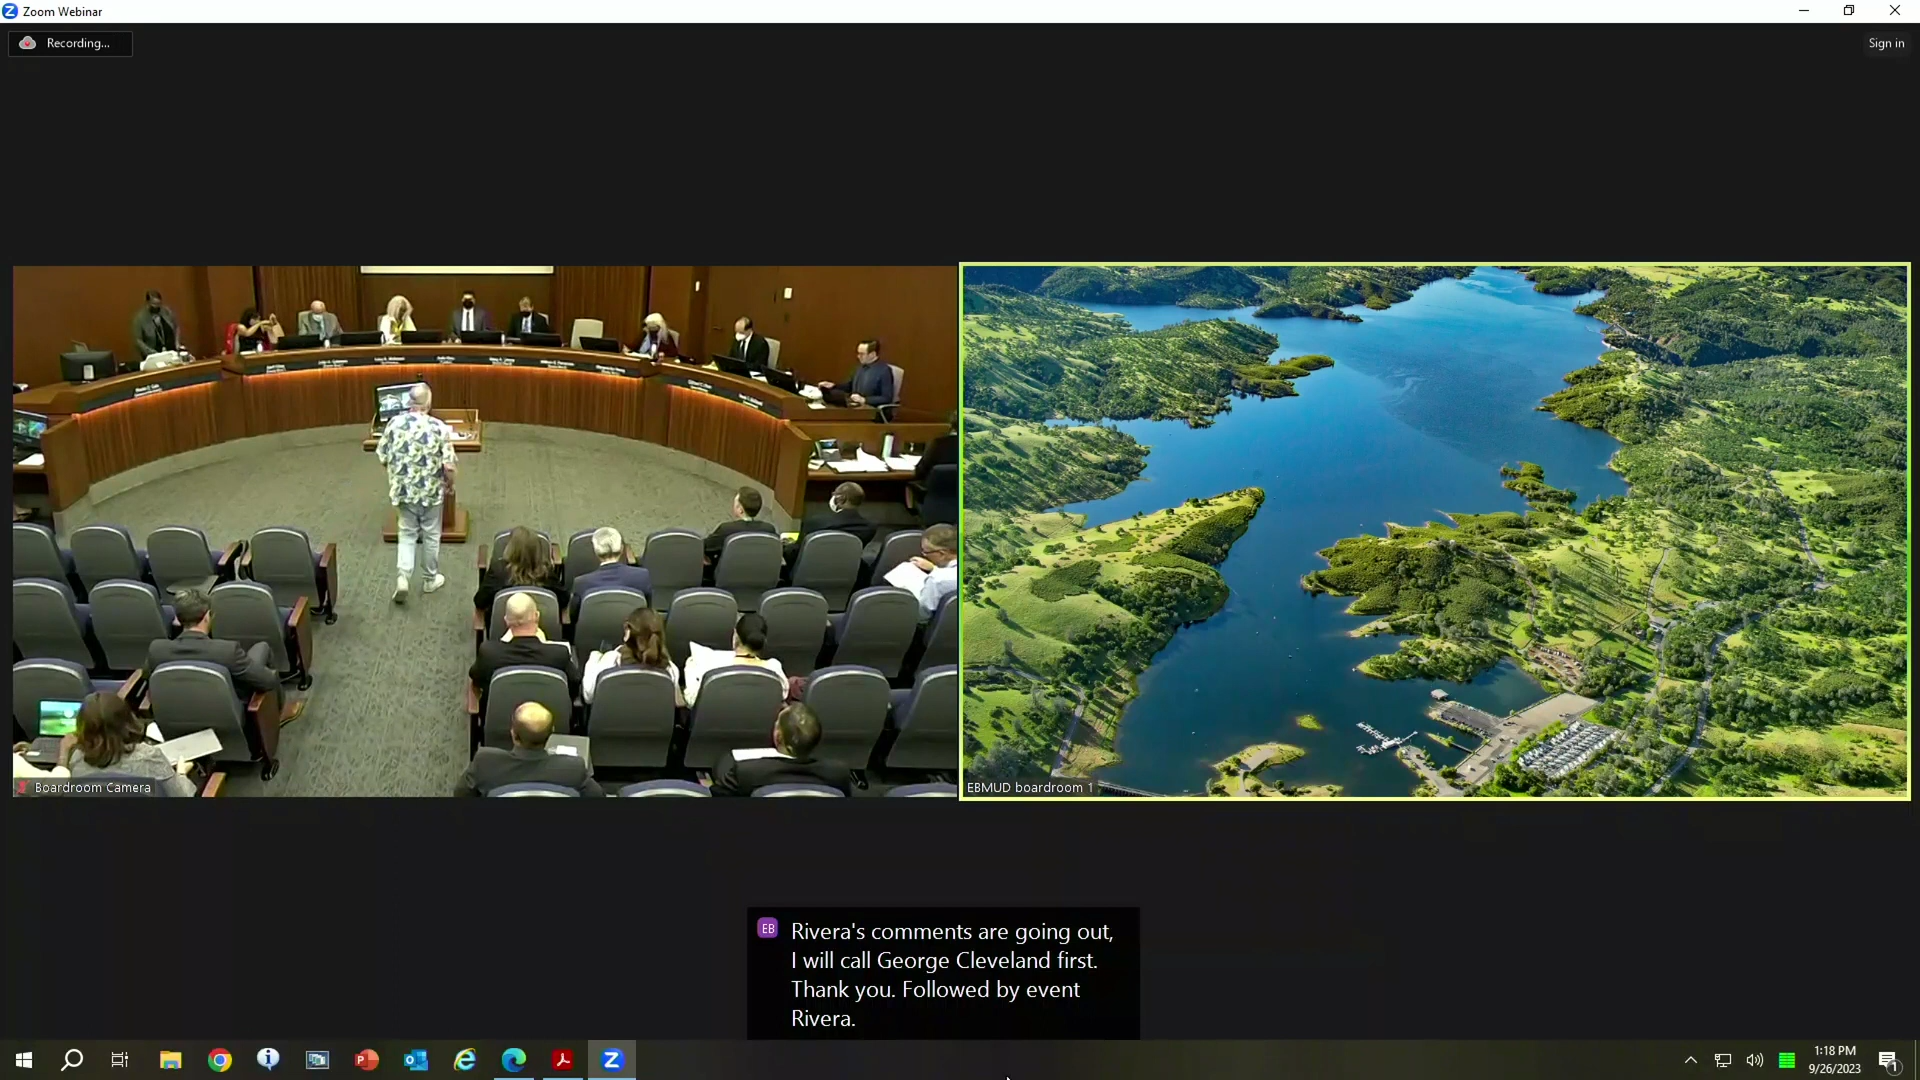 Zoom Webinar
Recording...
Sign in
Boardroom Camera
EBMUD boardroom 1
EB
Rivera's comments are going out,
I will call George Cleveland first.
Thank you. Followed by event
Rivera.
1:18 PM
9/26/2023
1